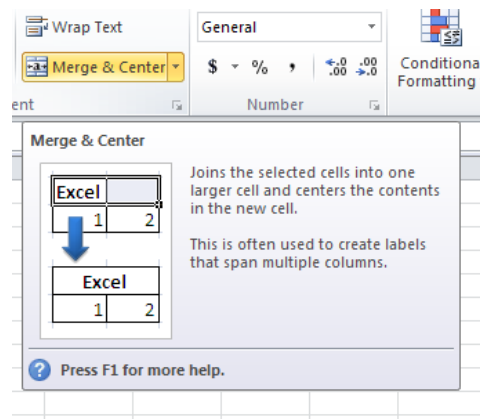 Wrap Text
General
Merge & Center
$ % , .0 .00 .00 .0
Conditiona
Formatting
ent
Number
Merge & Center
Excel
1 2
Excel
1 2
Joins the selected cells into one
larger cell and centers the contents
in the new cell.
This is often used to create labels
that span multiple columns.
? Press F1 for more help.